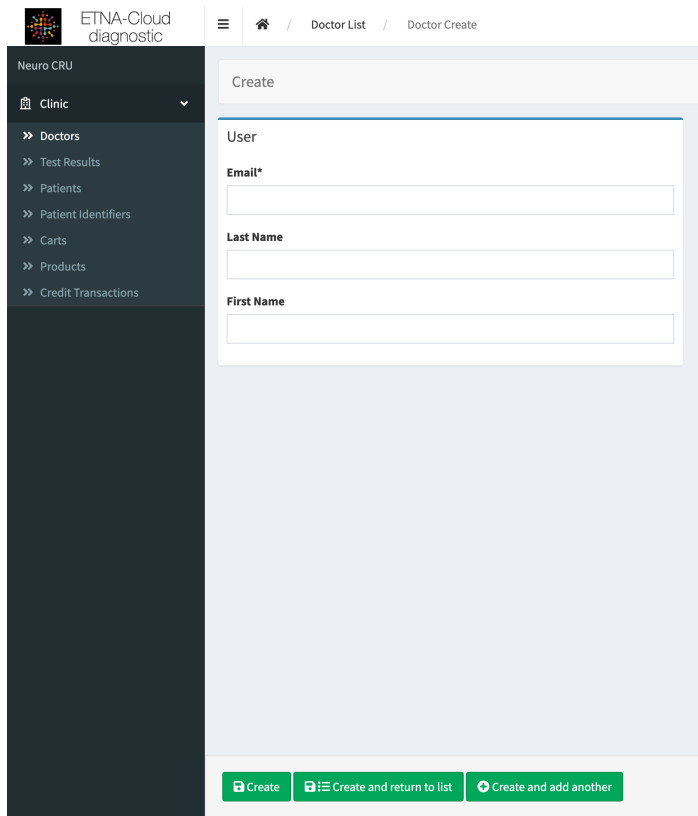 ETNA-Cloud
diagnostic
/ Doctor List / Doctor Create
Neuro CRU
Create
Clinic
Doctors
Test Results
Patients
Patient Identifiers
Carts
Products
Credit Transactions
User
Email*
Last Name
First Name
Create Create and return to list Create and add another